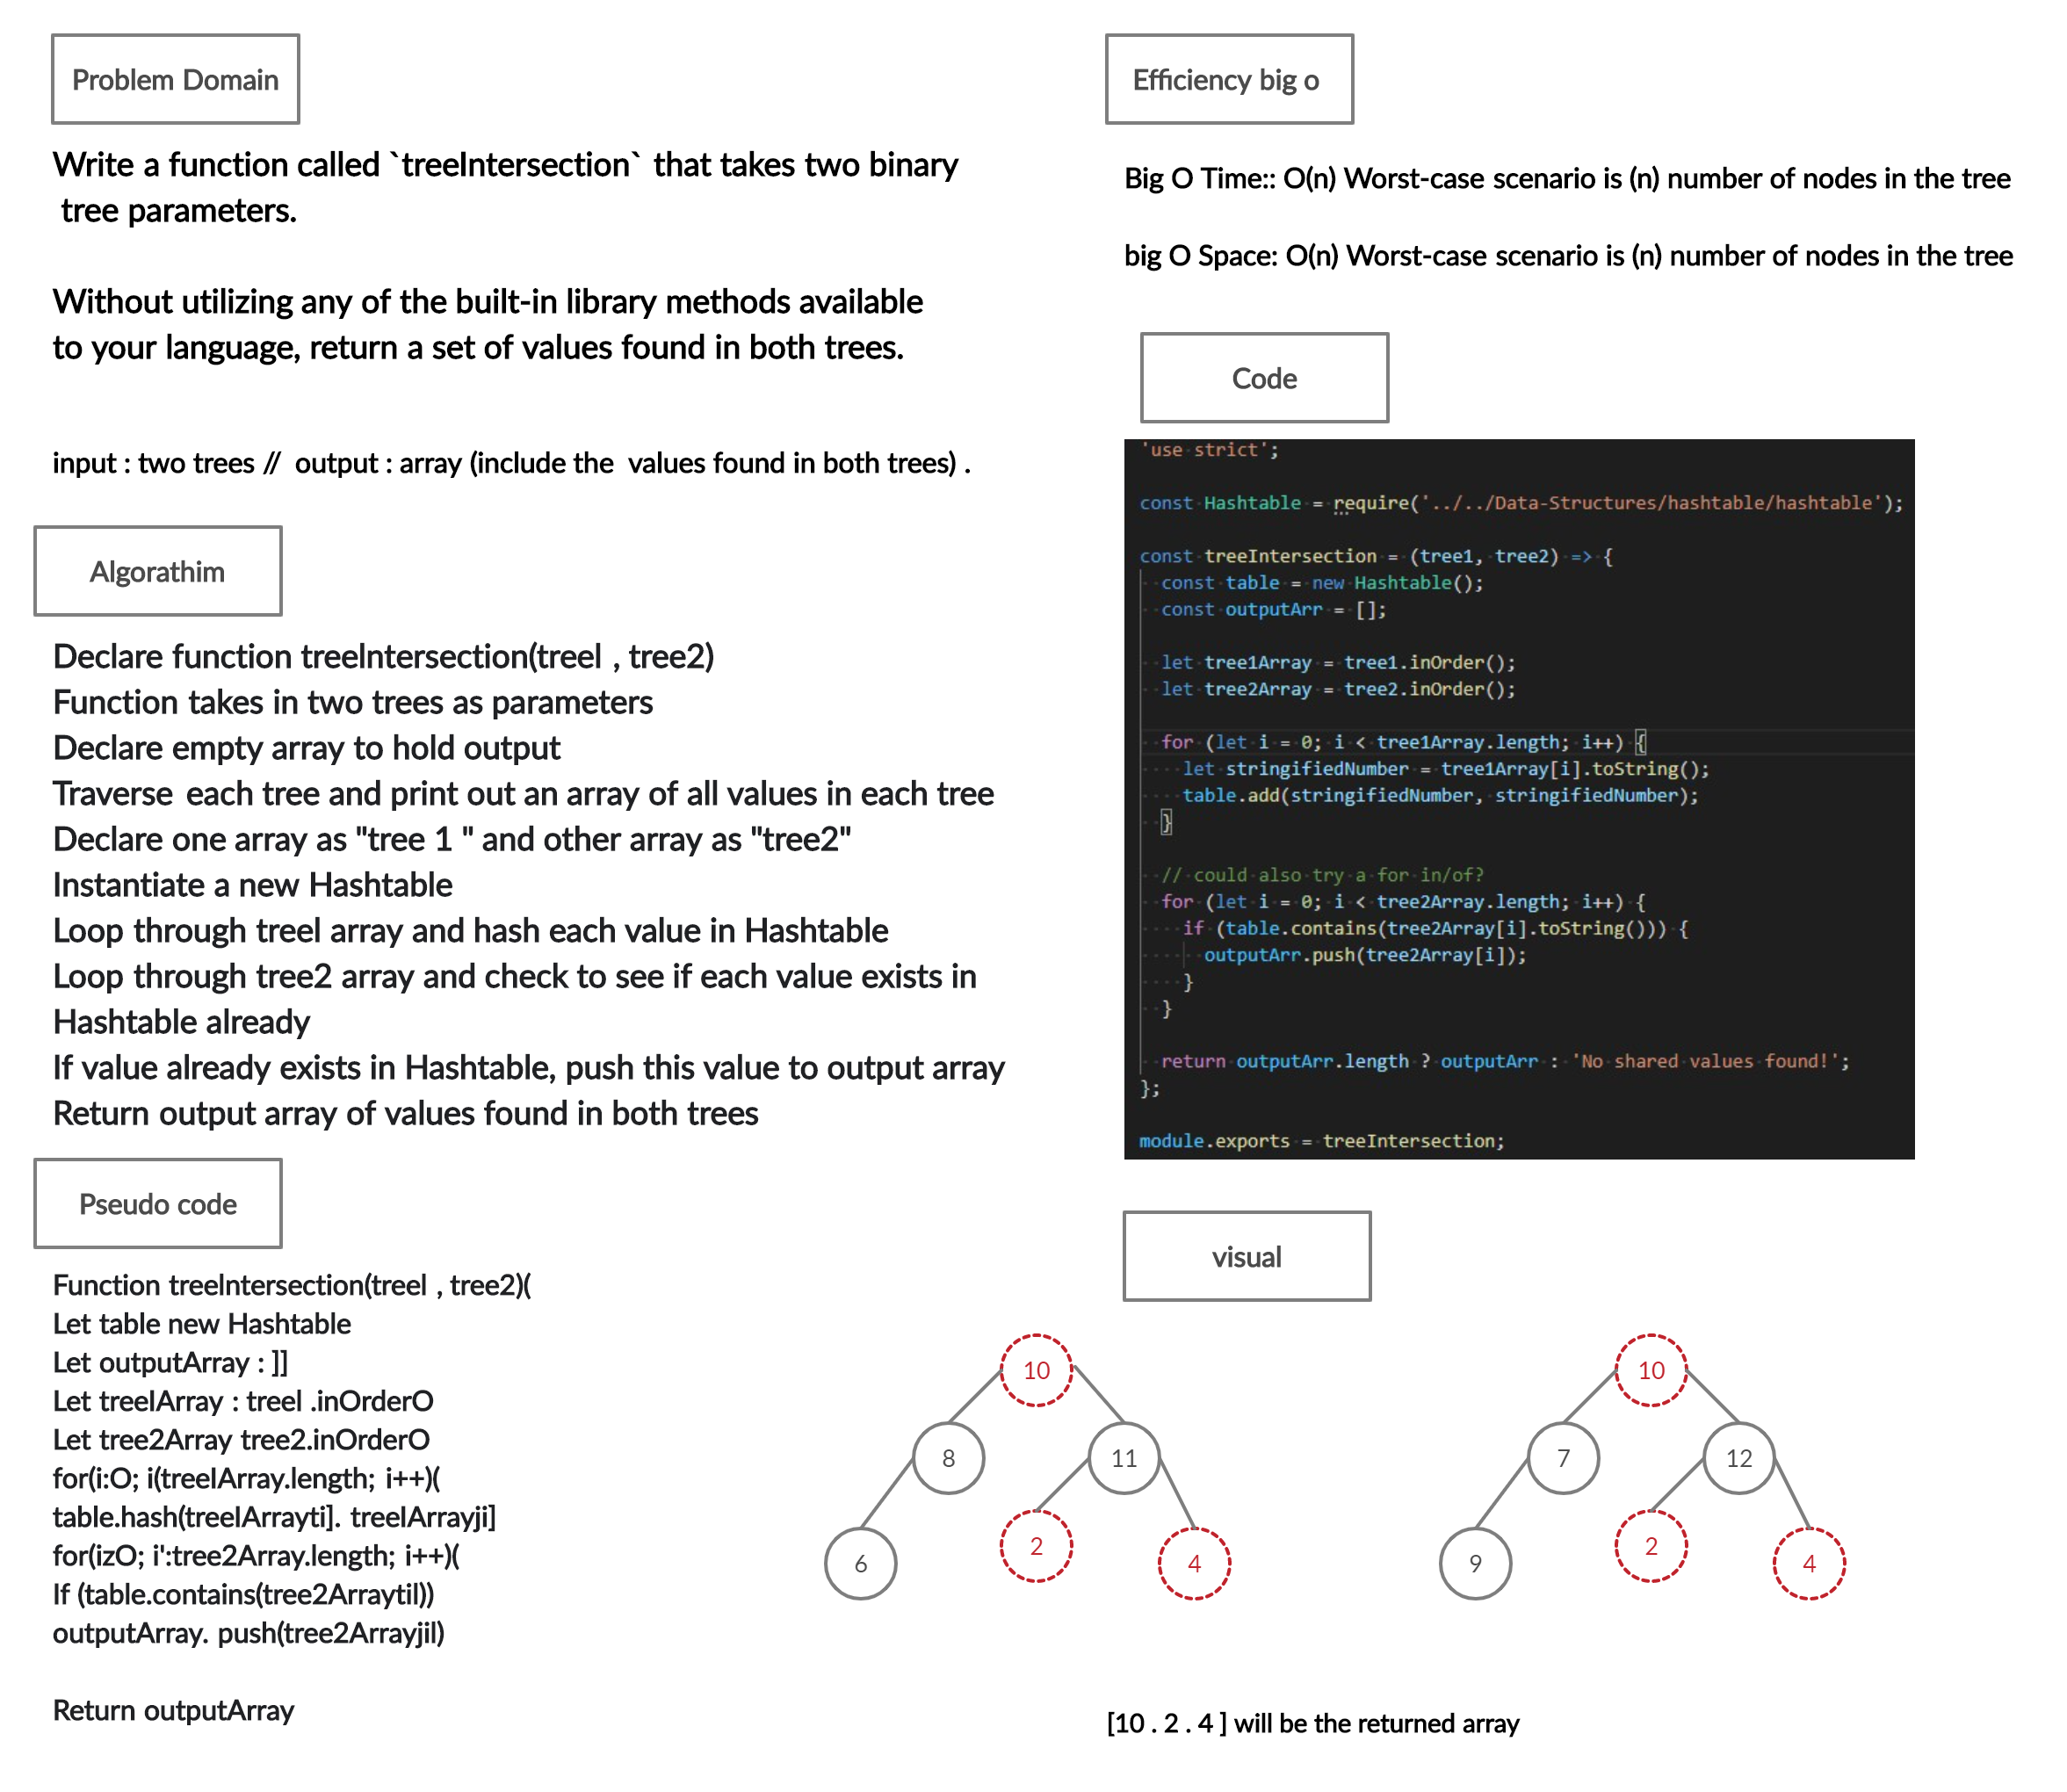 Problem Domain
Write a function called `treeIntersection` that takes two binary
tree parameters.
Without utilizing any of the built-in library methods available
to your language, return a set of values found in both trees.
input : two trees // output : array (include the values found in both trees) .
Algorathim
Declare function treeIntersection(treel , tree2)
Function takes in two trees as parameters
Declare empty array to hold output
Traverse each tree and print out an array of all values in each tree
Declare one array as "tree 1 " and other array as "tree2"
Instantiate a new Hashtable
Loop through treel array and hash each value in Hashtable
Loop through tree2 array and check to see if each value exists in
Hashtable already
If value already exists in Hashtable, push this value to output array
Return output array of values found in both trees
Pseudo code
Function treeIntersection(treel , tree2)(
Let table new Hashtable
Let outputArray : ]]
Let treelArray : treel .inOrderO
Let tree2Array tree2.inOrderO
for(i:O; i(treelArray.length; i++)(
table.hash(treelArrayti]. treelArrayji]
for(izO; i':tree2Array.length; i++)(
If (table.contains(tree2Arraytil))
outputArray. push(tree2Arrayjil)
Return outputArray
Efficiency big o
Big O Time:: O(n) Worst-case scenario is (n) number of nodes in the tree
big O Space: O(n) Worst-case scenario is (n) number of nodes in the tree
Code
'use strict';
const Hashtable = require('../../Data-Structures/hashtable/hashtable');
const treeIntersection = (tree1, tree2) => {
const table = new Hashtable();
const outputArr = [];
let tree1Array = tree1.inOrder();
let tree2Array = tree2.inOrder();
for (let i = 0; i < tree1Array.length; i++) {
let stringifiedNumber = tree1Array[i].toString();
table.add(stringifiedNumber, stringifiedNumber);
}
// could also try a for in/of?
for (let i = 0; i < tree2Array.length; i++) {
if (table.contains(tree2Array[i].toString())) {
outputArr.push(tree2Array[i]);
}
}
return outputArr.length ? outputArr : 'No shared values found!';
};
module.exports = treeIntersection;
visual
10
8
11
6
2
4
10
7
12
9
2
4
[10 . 2 . 4 ] will be the returned array